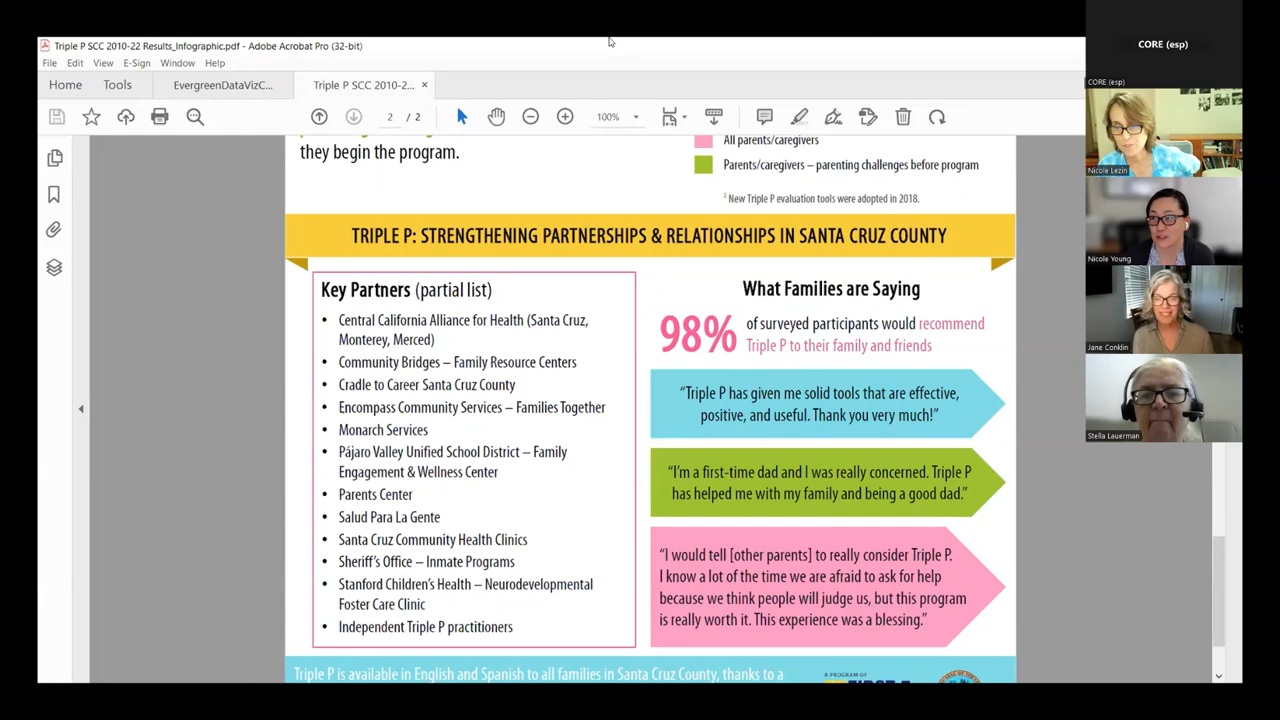 Triple P SCC 2010-22 Results_Infographic.pdf - Adobe Acrobat Pro (32-bit)
File Edit View E-Sign Window Help
Home Tools EvergreenDataVizC... Triple P SCC 2010-2... ×
2 / 2 100%
they begin the program.
All parents/caregivers
Parents/caregivers – parenting challenges before program
2 New Triple P evaluation tools were adopted in 2018.
TRIPLE P: STRENGTHENING PARTNERSHIPS & RELATIONSHIPS IN SANTA CRUZ COUNTY
Key Partners (partial list)
• Central California Alliance for Health (Santa Cruz,
Monterey, Merced)
• Community Bridges – Family Resource Centers
• Cradle to Career Santa Cruz County
• Encompass Community Services – Families Together
• Monarch Services
• Pájaro Valley Unified School District – Family
Engagement & Wellness Center
• Parents Center
• Salud Para La Gente
• Santa Cruz Community Health Clinics
• Sheriff's Office – Inmate Programs
• Stanford Children's Health – Neurodevelopmental
Foster Care Clinic
• Independent Triple P practitioners
What Families are Saying
98% of surveyed participants would recommend
Triple P to their family and friends
“Triple P has given me solid tools that are effective,
positive, and useful. Thank you very much!”
“I'm a first-time dad and I was really concerned. Triple P
has helped me with my family and being a good dad.”
“I would tell [other parents] to really consider Triple P.
I know a lot of the time we are afraid to ask for help
because we think people will judge us, but this program
is really worth it. This experience was a blessing.”
Triple P is available in English and Spanish to all families in Santa Cruz County, thanks to a
A PROGRAM OF
CORE (esp)
CORE (esp)
Nicole Lezin
Nicole Young
Jane Conklin
Stella Lauerman